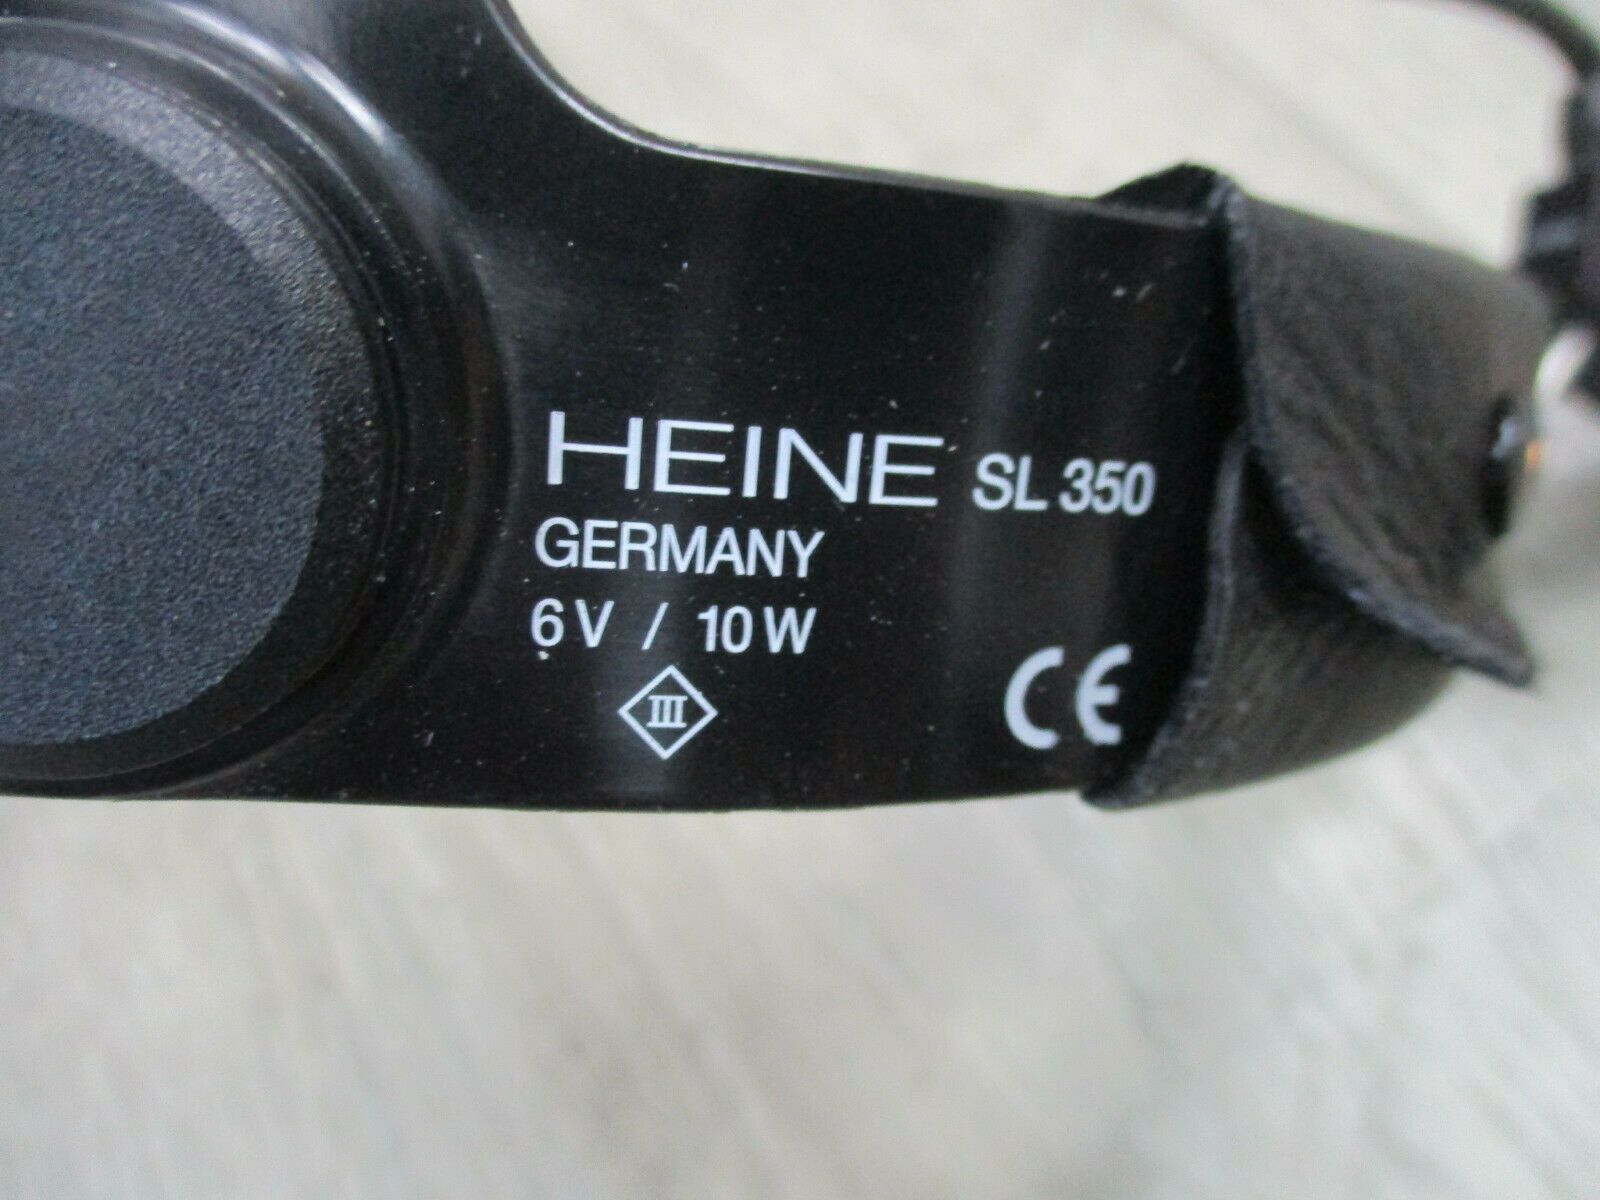 HEINE SL 350
GERMANY
6 V / 10 W
III
CE